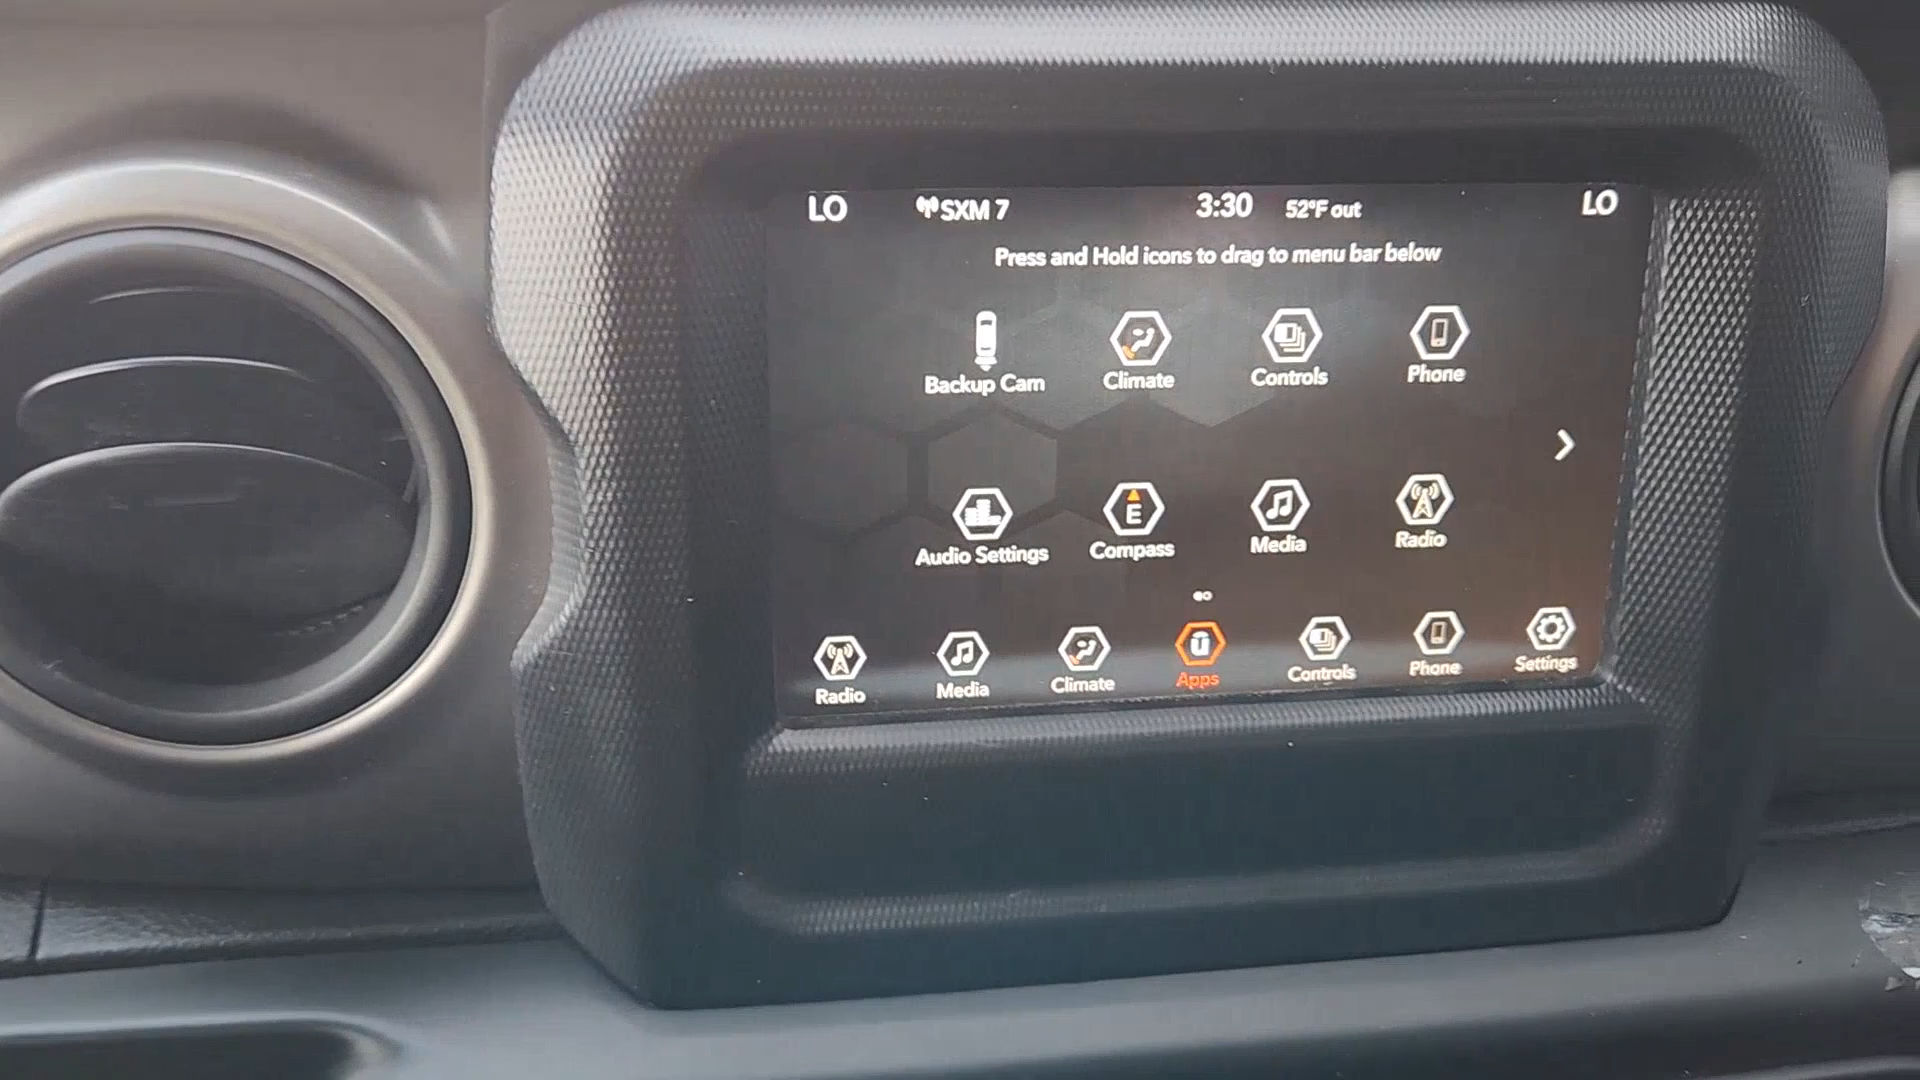 LO SXM 7 3:30 52°F out LO
Press and Hold icons to drag to menu bar below
Backup Cam Climate Controls Phone
E
Audio Settings Compass Media Radio
Radio Media Climate Apps Controls Phone Settings